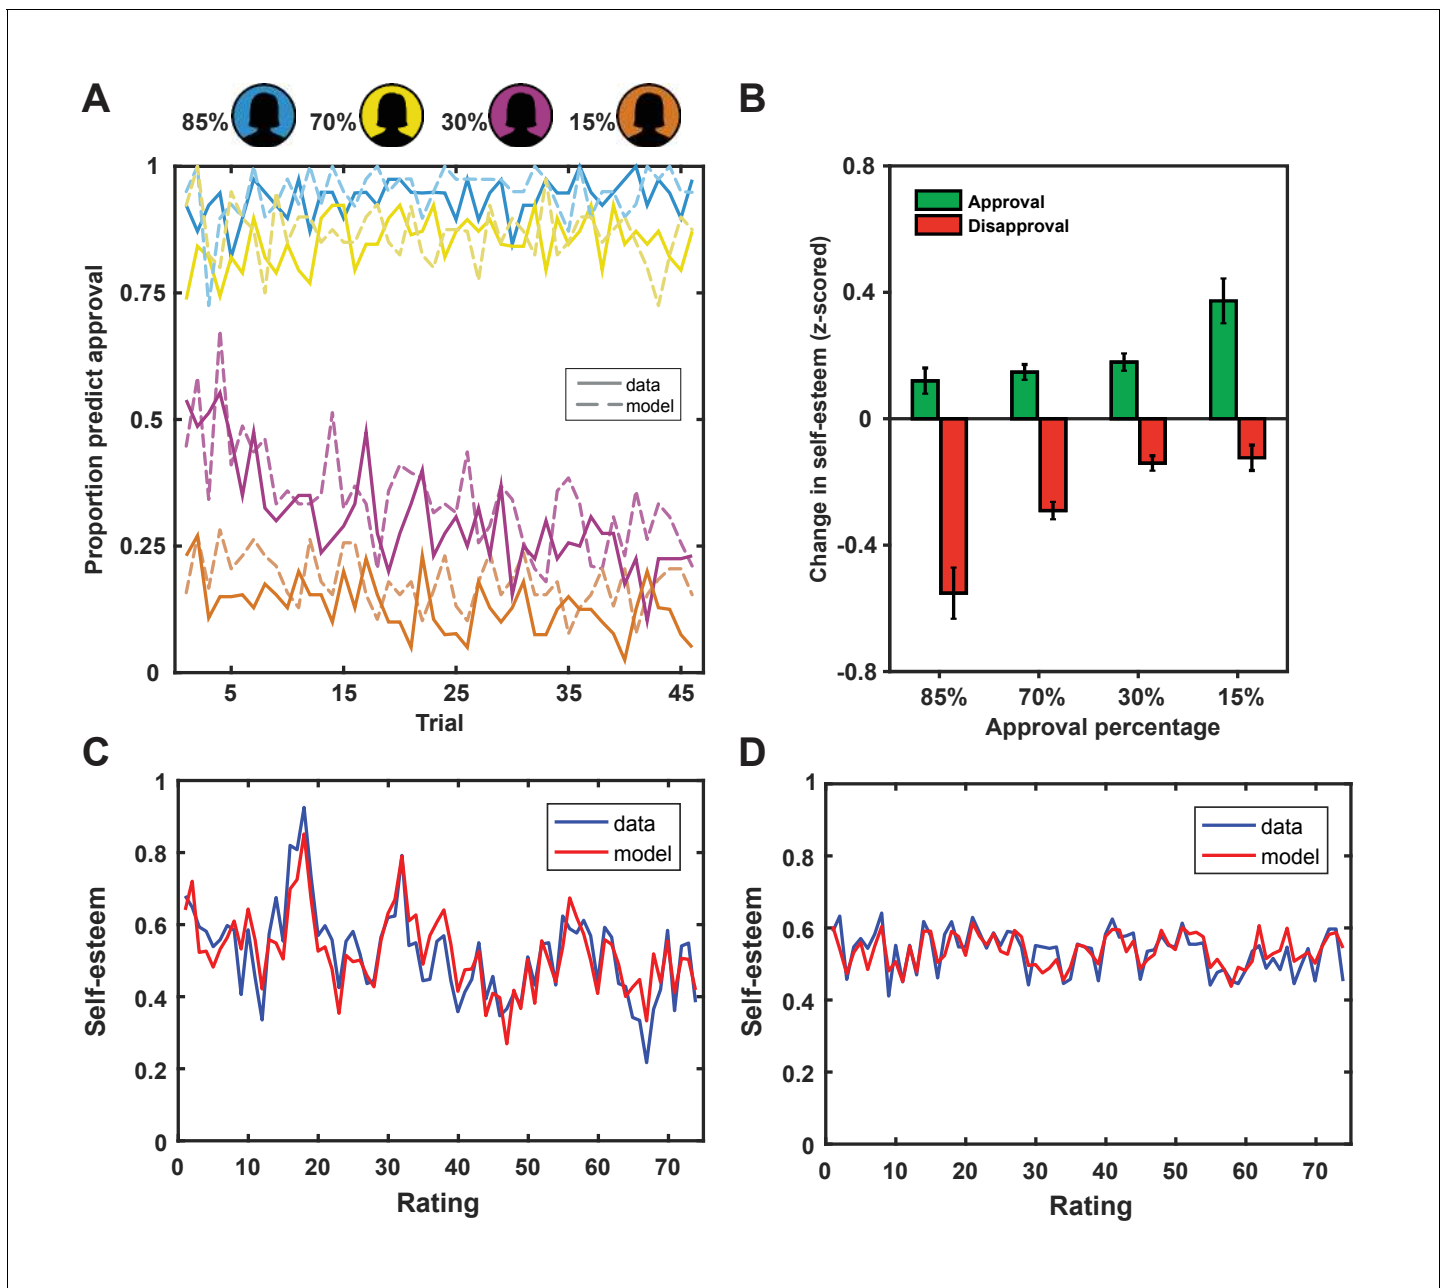 A
85% 70% 30% 15%
1
0.75
0.5
0.25
0
Proportion predict approval
data
model
5 15 25 35 45
Trial
B
0.8
0.4
0
-0.4
-0.8
Change in self-esteem (z-scored)
Approval
Disapproval
85% 70% 30% 15%
Approval percentage
C
1
0.8
0.6
0.4
0.2
0
Self-esteem
data
model
0 10 20 30 40 50 60 70
Rating
D
1
0.8
0.6
0.4
0.2
0
Self-esteem
data
model
0 10 20 30 40 50 60 70
Rating